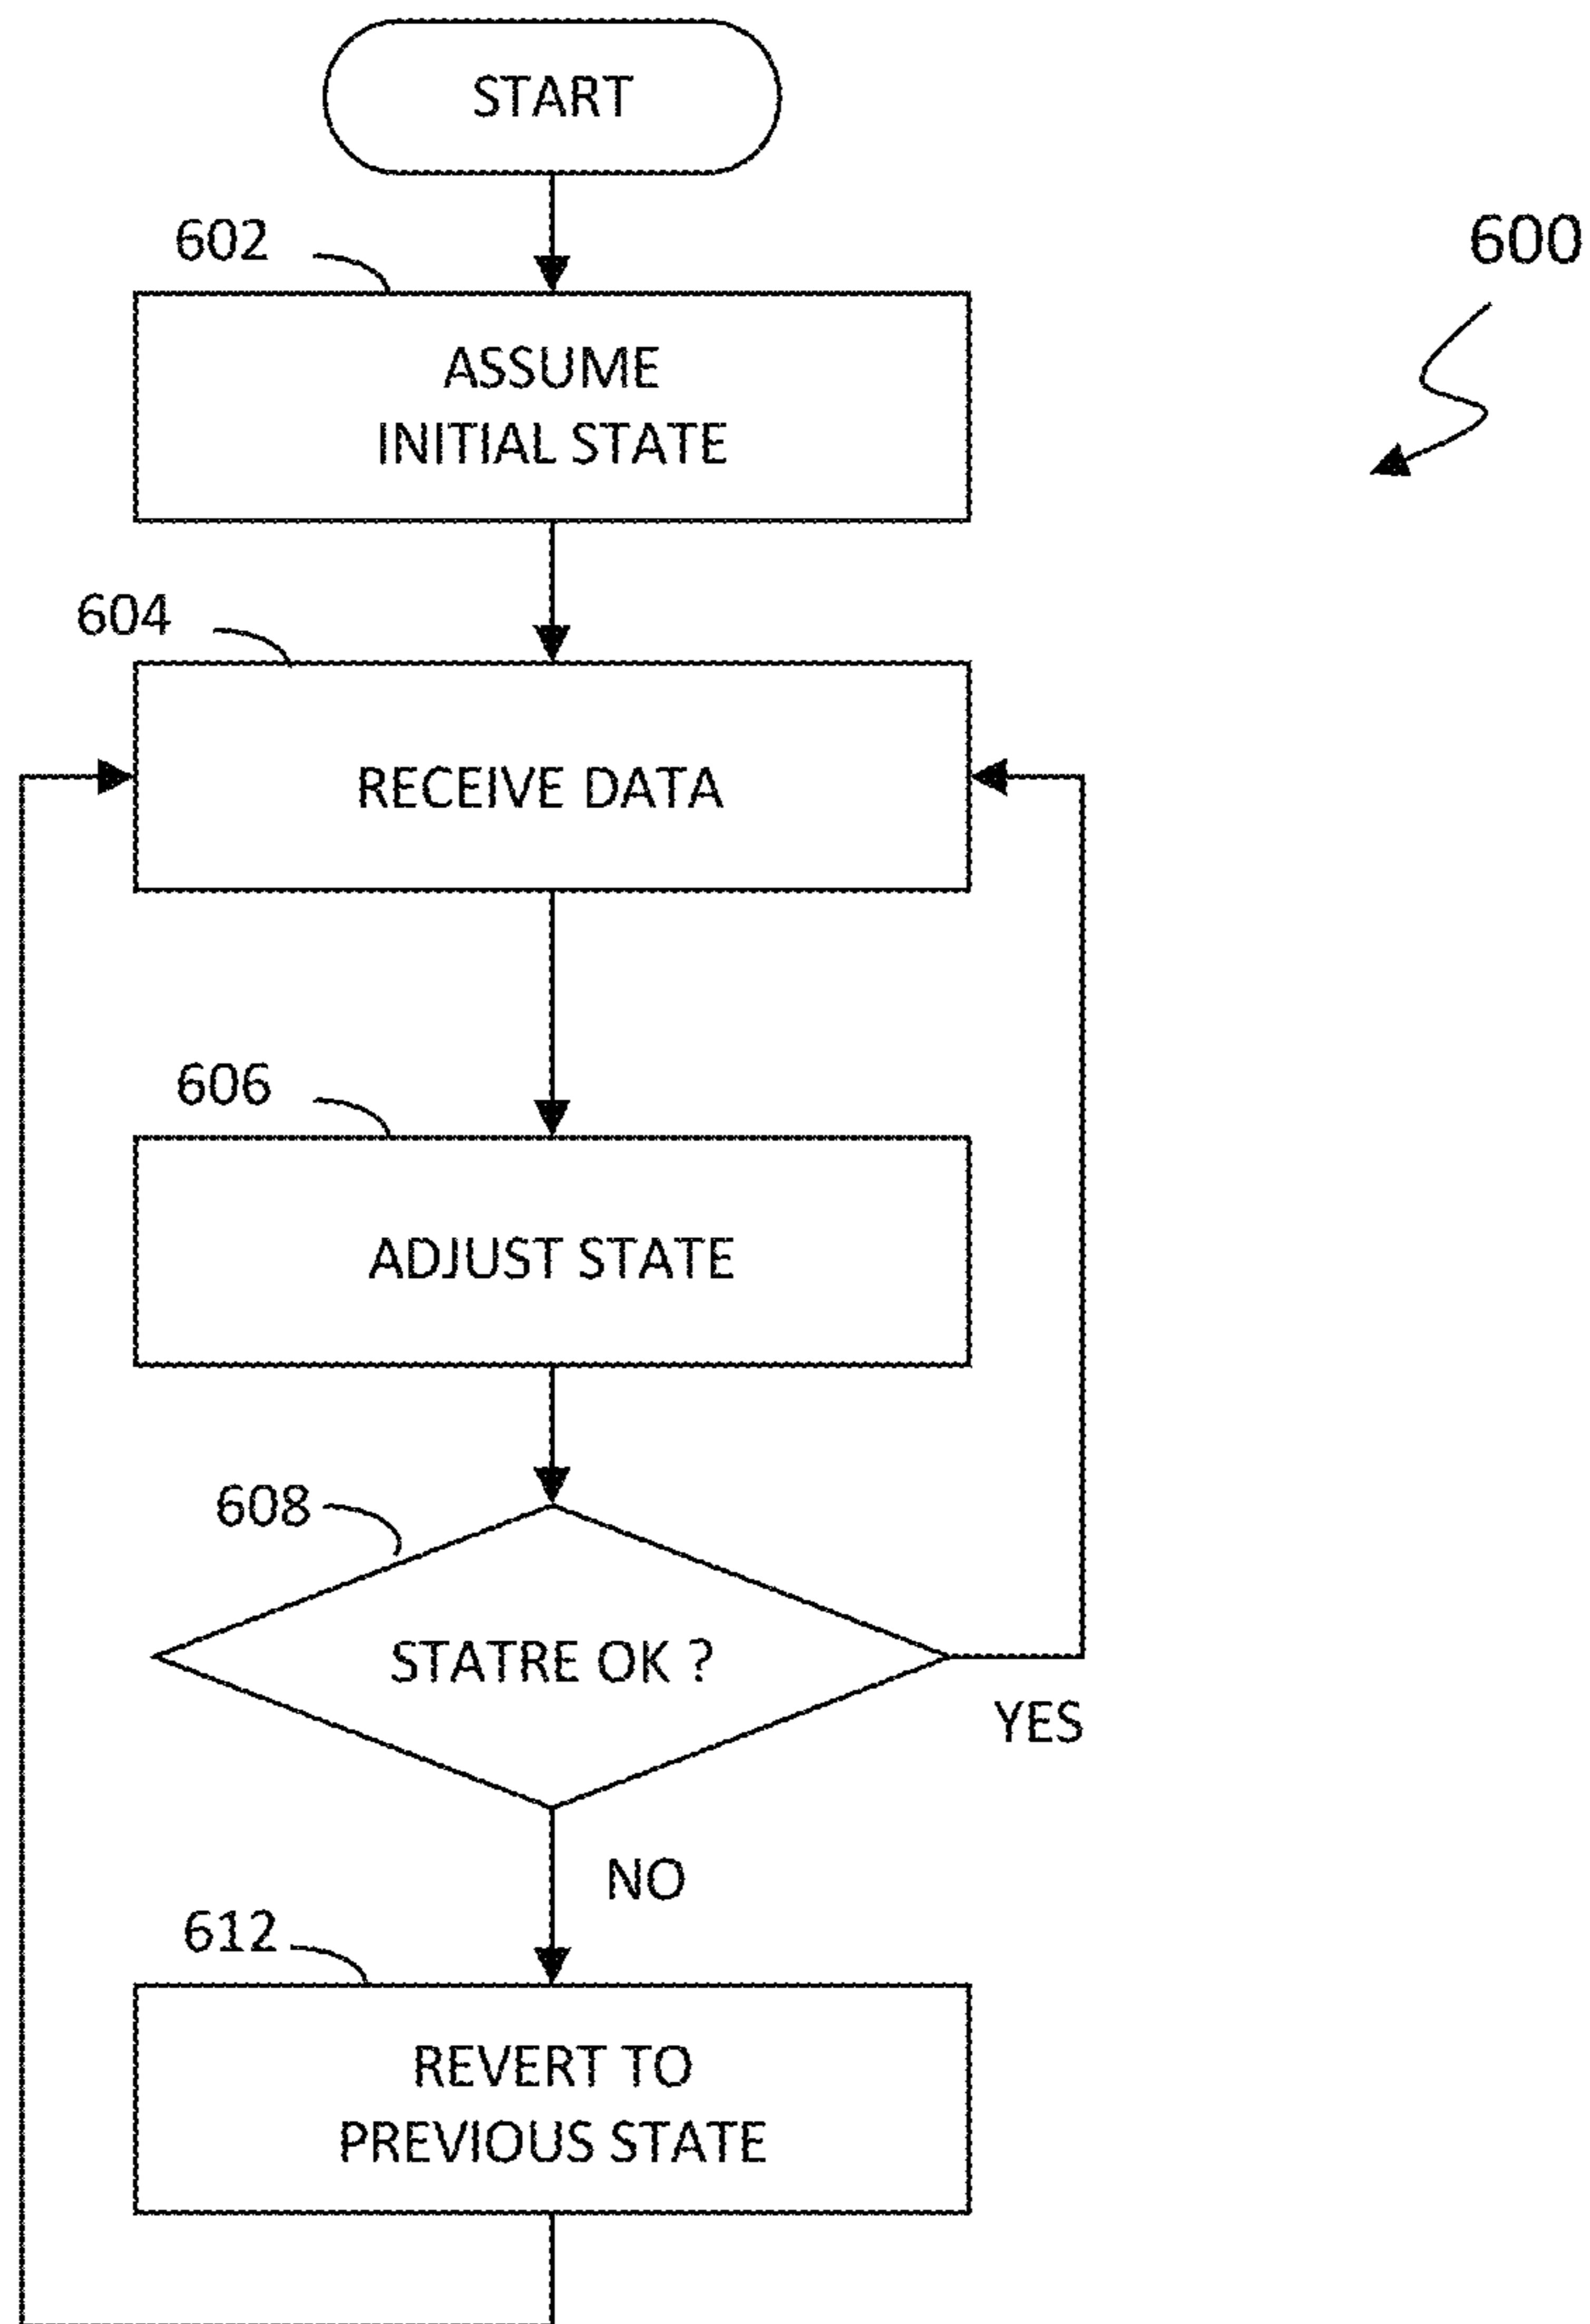 START
602
600
ASSUME
INITIAL STATE
604
RECEIVE DATA
606
ADJUST STATE
608
STATRE OK ?
YES
NO
612
REVERT TO
PREVIOUS STATE